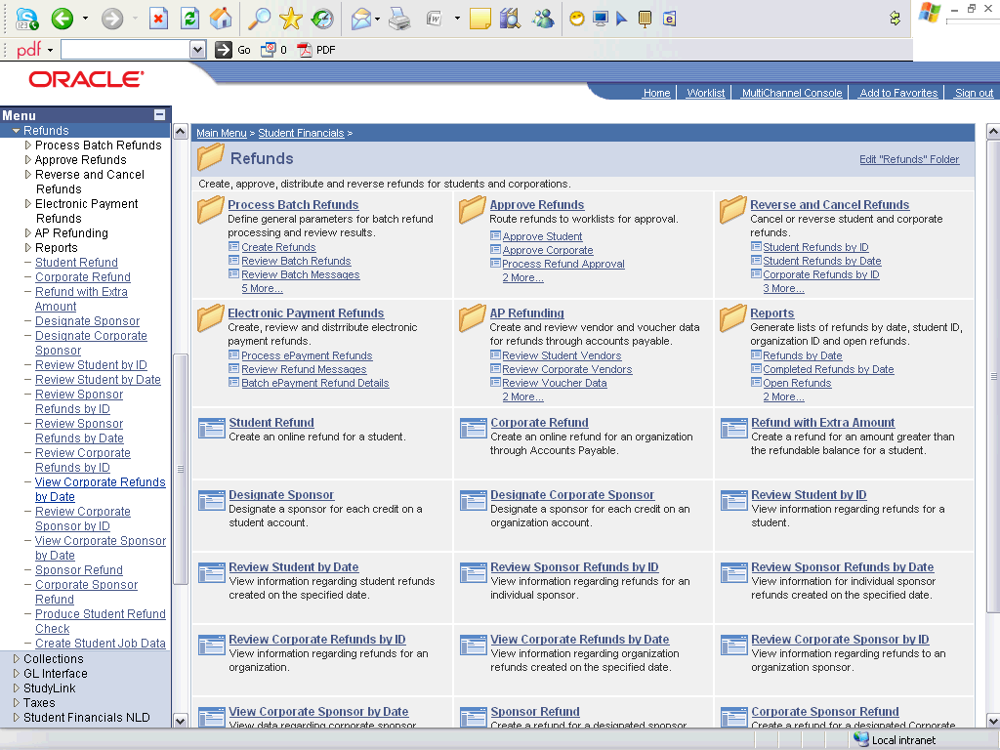 pdf
Go
0
PDF
ORACLE
Home
Worklist
MultiChannel Console
Add to Favorites
Sign out
Menu
Refunds
Process Batch Refunds
Approve Refunds
Reverse and Cancel
Refunds
Electronic Payment
Refunds
AP Refunding
Reports
Student Refund
Corporate Refund
Refund with Extra
Amount
Designate Sponsor
Designate Corporate
Sponsor
Review Student by ID
Review Student by Date
Review Sponsor
Refunds by ID
Review Sponsor
Refunds by Date
Review Corporate
Refunds by ID
View Corporate Refunds
by Date
Review Corporate
Sponsor by ID
View Corporate Sponsor
by Date
Sponsor Refund
Corporate Sponsor
Refund
Produce Student Refund
Check
Create Student Job Data
Collections
GL Interface
StudyLink
Taxes
Student Financials NLD
Main Menu > Student Financials >
Refunds
Edit "Refunds" Folder
Create, approve, distribute and reverse refunds for students and corporations.
Process Batch Refunds
Define general parameters for batch refund
processing and review results.
Create Refunds
Review Batch Refunds
Review Batch Messages
5 More...
Approve Refunds
Route refunds to worklists for approval.
Approve Student
Approve Corporate
Process Refund Approval
2 More...
Reverse and Cancel Refunds
Cancel or reverse student and corporate
refunds.
Student Refunds by ID
Student Refunds by Date
Corporate Refunds by ID
3 More...
Electronic Payment Refunds
Create, review and distrribute electronic
payment refunds.
Process ePayment Refunds
Review Refund Messages
Batch ePayment Refund Details
AP Refunding
Create and review vendor and voucher data
for refunds through accounts payable.
Review Student Vendors
Review Corporate Vendors
Review Voucher Data
2 More...
Reports
Generate lists of refunds by date, student ID,
organization ID and open refunds.
Refunds by Date
Completed Refunds by Date
Open Refunds
2 More...
Student Refund
Create an online refund for a student.
Corporate Refund
Create an online refund for an organization
through Accounts Payable.
Refund with Extra Amount
Create a refund for an amount greater than
the refundable balance for a student.
Designate Sponsor
Designate a sponsor for each credit on a
student account.
Designate Corporate Sponsor
Designate a sponsor for each credit on an
organization account.
Review Student by ID
View information regarding refunds for a
student.
Review Student by Date
View information regarding student refunds
created on the specified date.
Review Sponsor Refunds by ID
View information regarding refunds for an
individual sponsor.
Review Sponsor Refunds by Date
View information for individual sponsor
refunds created on the specified date.
Review Corporate Refunds by ID
View information regarding refunds for an
organization.
View Corporate Refunds by Date
View information regarding organization
refunds created on the specified date.
Review Corporate Sponsor by ID
View information regarding refunds to an
organization sponsor.
View Corporate Sponsor by Date
View data regarding corporate sponsor
Sponsor Refund
Create a refund for a designated sponsor
Corporate Sponsor Refund
Create a refund for a designated Corporate
Local intranet